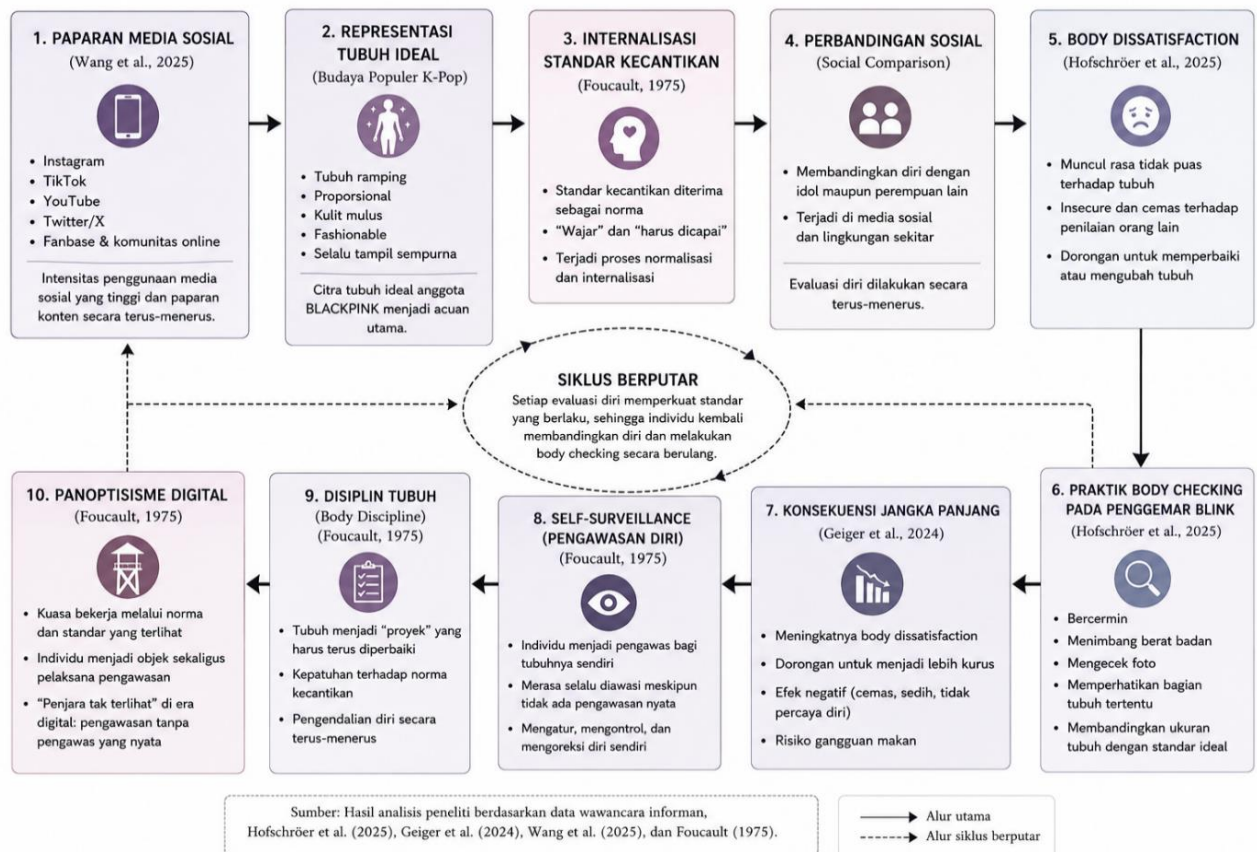 1. PAPARAN MEDIA SOSIAL
(Wang et al., 2025)
• Instagram
• TikTok
• YouTube
• Twitter/X
• Fanbase & komunitas online
Intensitas penggunaan media
sosial yang tinggi dan paparan
konten secara terus-menerus.
2. REPRESENTASI
TUBUH IDEAL
(Budaya Populer K-Pop)
• Tubuh ramping
• Proporsional
• Kulit mulus
• Fashionable
• Selalu tampil sempurna
Citra tubuh ideal anggota
BLACKPINK menjadi acuan
utama.
3. INTERNALISASI
STANDAR KECANTIKAN
(Foucault, 1975)
• Standar kecantikan diterima
sebagai norma
• “Wajar” dan “harus dicapai”
• Terjadi proses normalisasi
dan internalisasi
4. PERBANDINGAN SOSIAL
(Social Comparison)
• Membandingkan diri dengan
idol maupun perempuan lain
• Terjadi di media sosial
dan lingkungan sekitar
Evaluasi diri dilakukan secara
terus-menerus.
5. BODY DISSATISFACTION
(Hofschröer et al., 2025)
• Muncul rasa tidak puas
terhadap tubuh
• Insecure dan cemas terhadap
penilaian orang lain
• Dorongan untuk memperbaiki
atau mengubah tubuh
SIKLUS BERPUTAR
Setiap evaluasi diri memperkuat standar
yang berlaku, sehingga individu kembali
membandingkan diri dan melakukan
body checking secara berulang.
6. PRAKTIK BODY CHECKING
PADA PENGGEMAR BLINK
(Hofschröer et al., 2025)
• Bercermin
• Menimbang berat badan
• Mengecek foto
• Memperhatikan bagian
tubuh tertentu
• Membandingkan ukuran
tubuh dengan standar ideal
7. KONSEKUENSI JANGKA PANJANG
(Geiger et al., 2024)
• Meningkatnya body dissatisfaction
• Dorongan untuk menjadi lebih kurus
• Efek negatif (cemas, sedih, tidak
percaya diri)
• Risiko gangguan makan
8. SELF-SURVEILLANCE
(PENGAWASAN DIRI)
(Foucault, 1975)
• Individu menjadi pengawas bagi
tubuhnya sendiri
• Merasa selalu diawasi meskipun
tidak ada pengawasan nyata
• Mengatur, mengontrol, dan
mengoreksi diri sendiri
9. DISIPLIN TUBUH
(Body Discipline)
(Foucault, 1975)
• Tubuh menjadi “proyek” yang
harus terus diperbaiki
• Kepatuhan terhadap norma
kecantikan
• Pengendalian diri secara
terus-menerus
10. PANOPTISISME DIGITAL
(Foucault, 1975)
• Kuasa bekerja melalui norma
dan standar yang terlihat
• Individu menjadi objek sekaligus
pelaksana pengawasan
• “Penjara tak terlihat” di era
digital: pengawasan tanpa
pengawas yang nyata
Sumber: Hasil analisis peneliti berdasarkan data wawancara informan,
Hofschröer et al. (2025), Geiger et al. (2024), Wang et al. (2025), dan Foucault (1975).
Alur utama
Alur siklus berputar